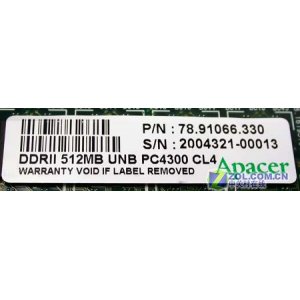 P/N : 78.91066.330
S/N : 2004321-00013
DDRII 512MB UNB PC4300 CL4
WARRANTY VOID IF LABEL REMOVED
Apacer
ZOL.COM.CN